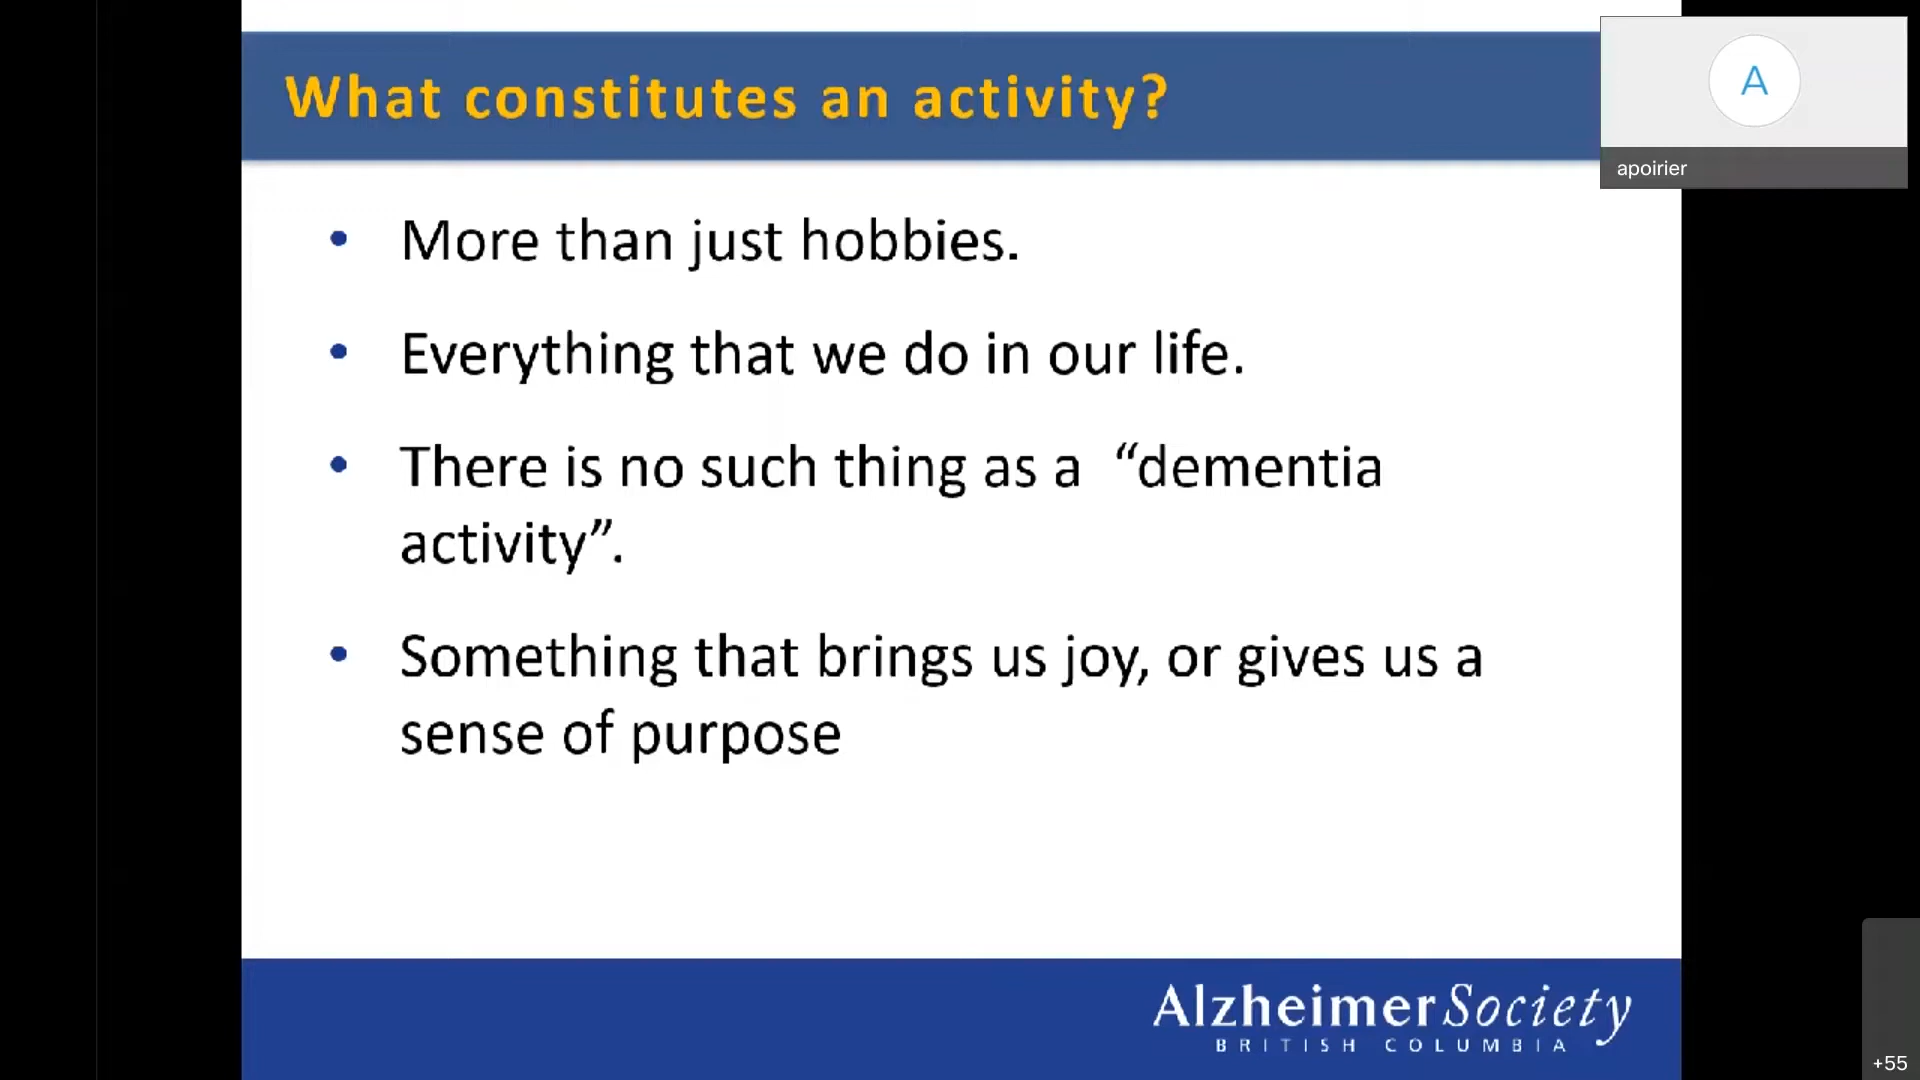 What constitutes an activity?
A
apoirier
• More than just hobbies.
• Everything that we do in our life.
• There is no such thing as a “dementia
activity”.
• Something that brings us joy, or gives us a
sense of purpose
AlzheimerSociety
BRITISH COLUMBIA
+55